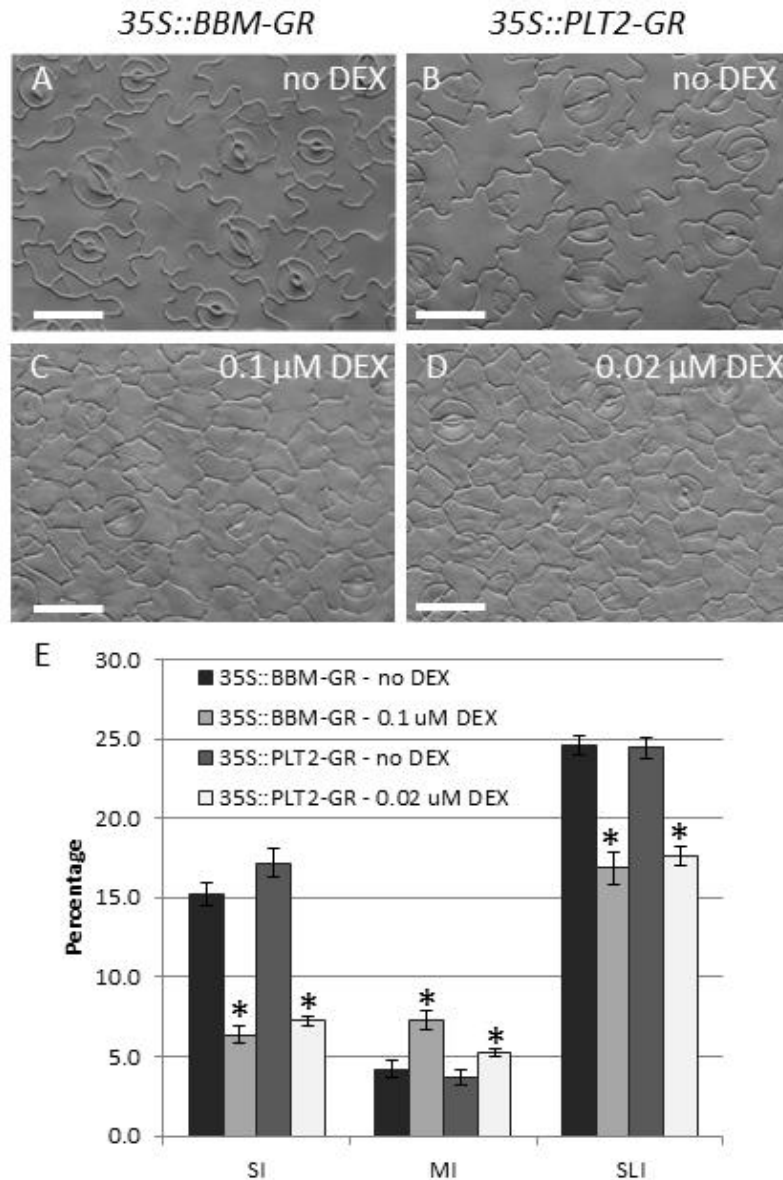 35S::BBM-GR 35S::PLT2-GR
A no DEX B no DEX
C 0.1 µM DEX D 0.02 µM DEX
E
30.0
25.0
20.0
15.0
10.0
5.0
0.0
Percentage
35S::BBM-GR - no DEX
35S::BBM-GR - 0.1 uM DEX
35S::PLT2-GR - no DEX
35S::PLT2-GR - 0.02 uM DEX
* * * * * *
SI MI SLI